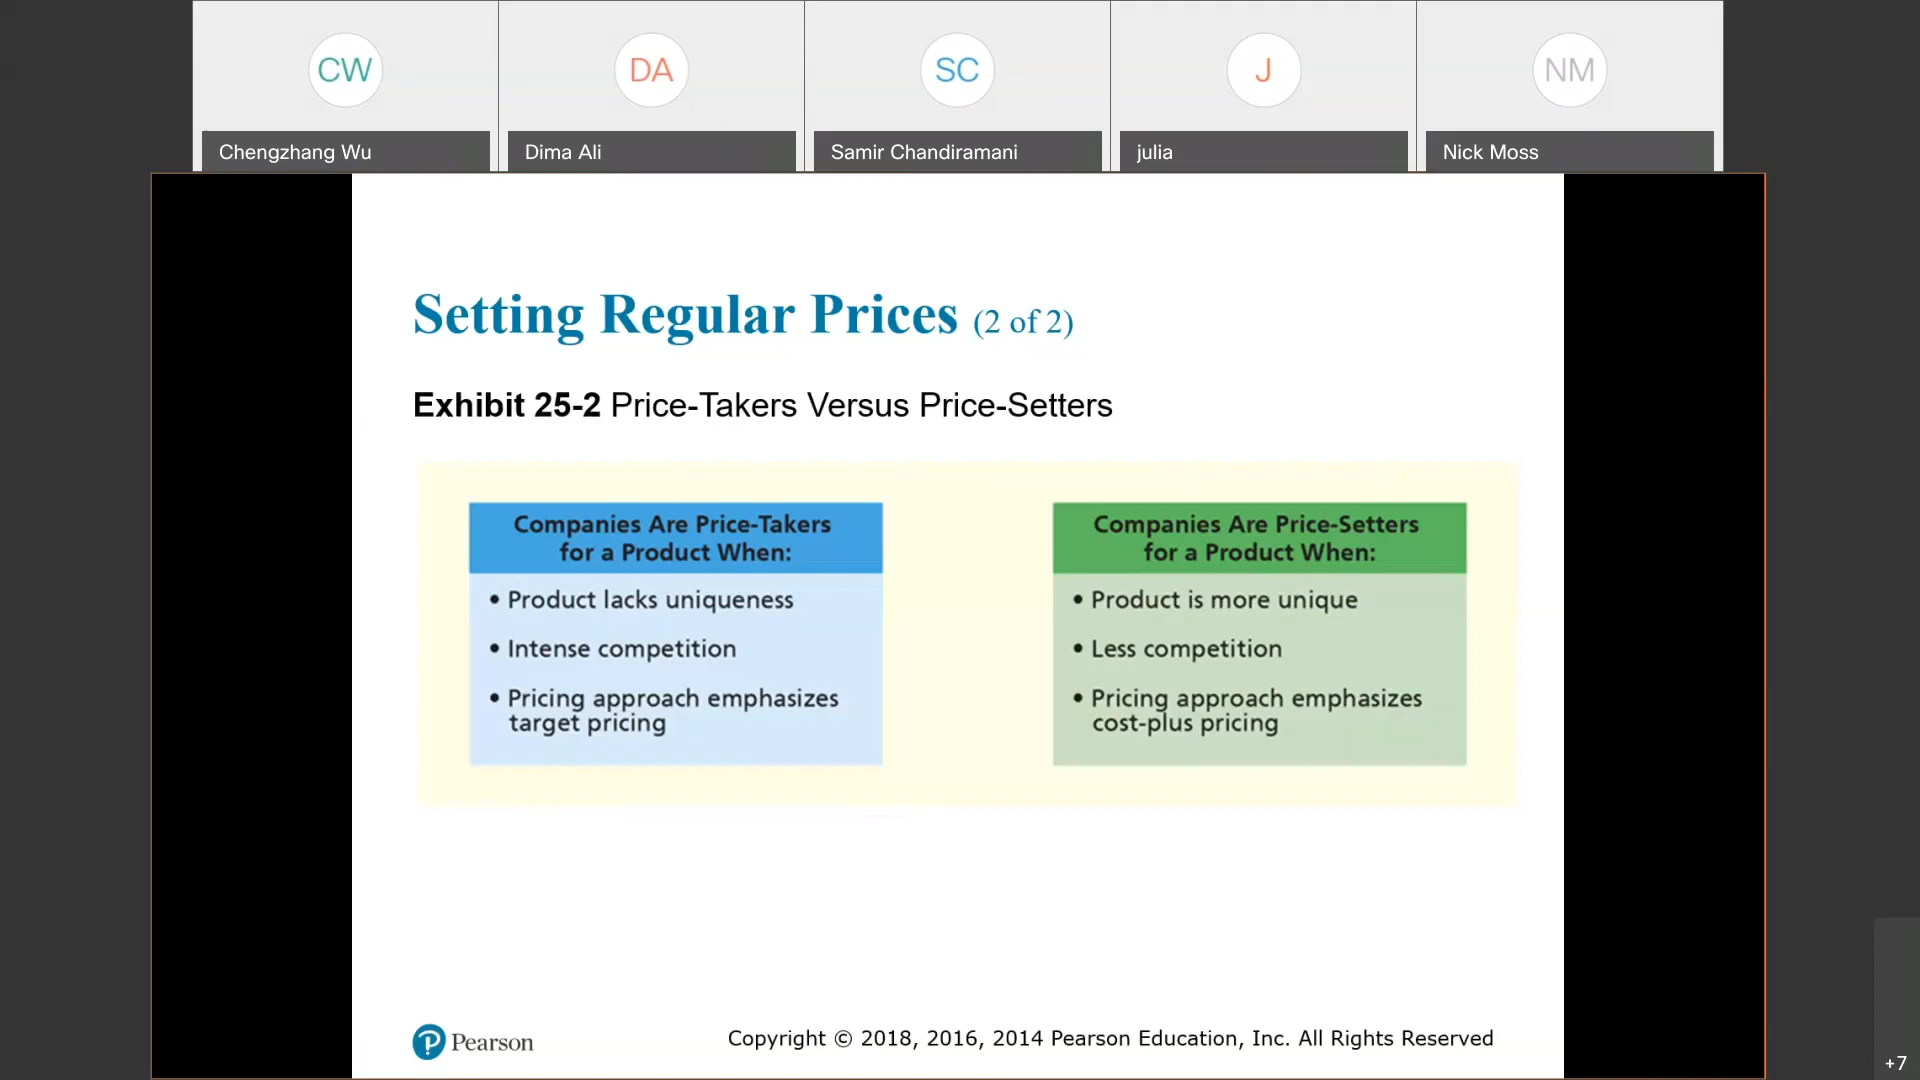 CW
DA
SC
J
NM
Chengzhang Wu
Dima Ali
Samir Chandiramani
julia
Nick Moss
Setting Regular Prices (2 of 2)
Exhibit 25-2 Price-Takers Versus Price-Setters
Companies Are Price-Takers
for a Product When:
• Product lacks uniqueness
• Intense competition
• Pricing approach emphasizes
target pricing
Companies Are Price-Setters
for a Product When:
• Product is more unique
• Less competition
• Pricing approach emphasizes
cost-plus pricing
Pearson
Copyright © 2018, 2016, 2014 Pearson Education, Inc. All Rights Reserved
+7